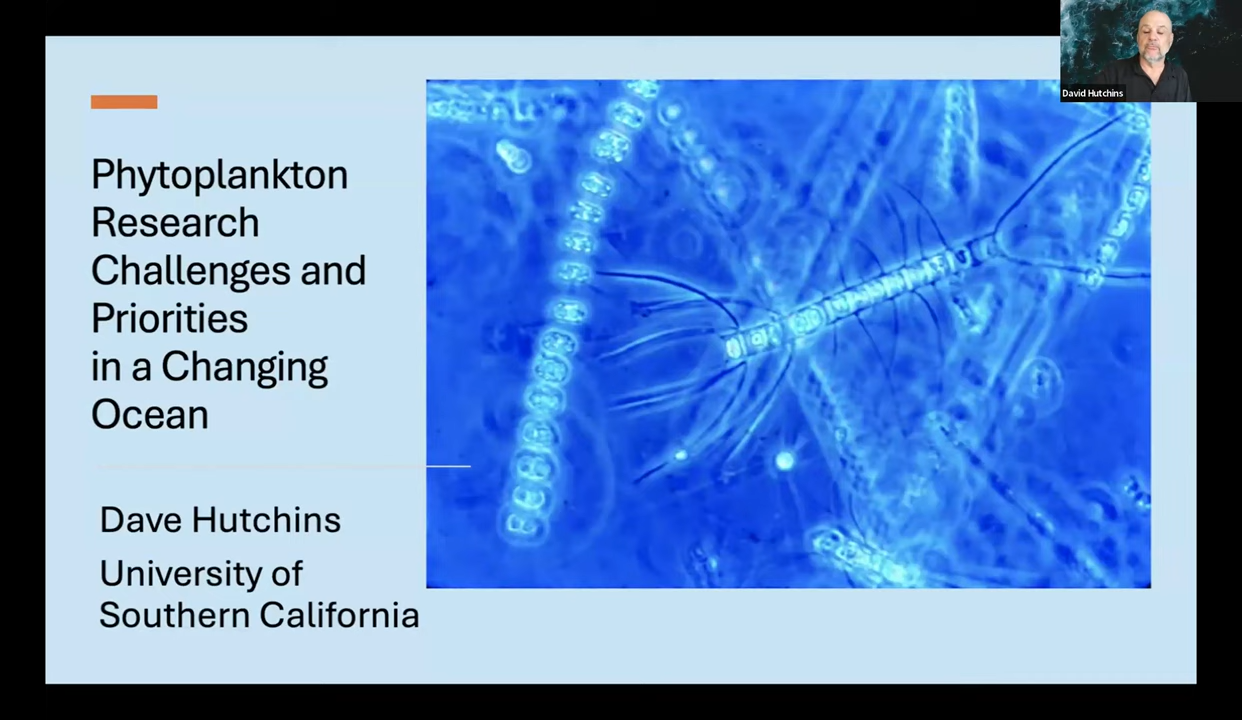 Phytoplankton
Research
Challenges and
Priorities
in a Changing
Ocean
Dave Hutchins
University of
Southern California
David Hutchins